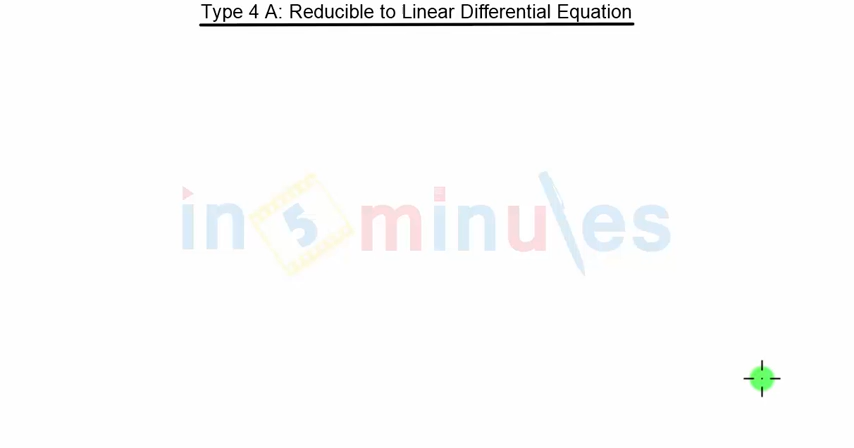 Type 4 A: Reducible to Linear Differential Equation
in 5 minutes